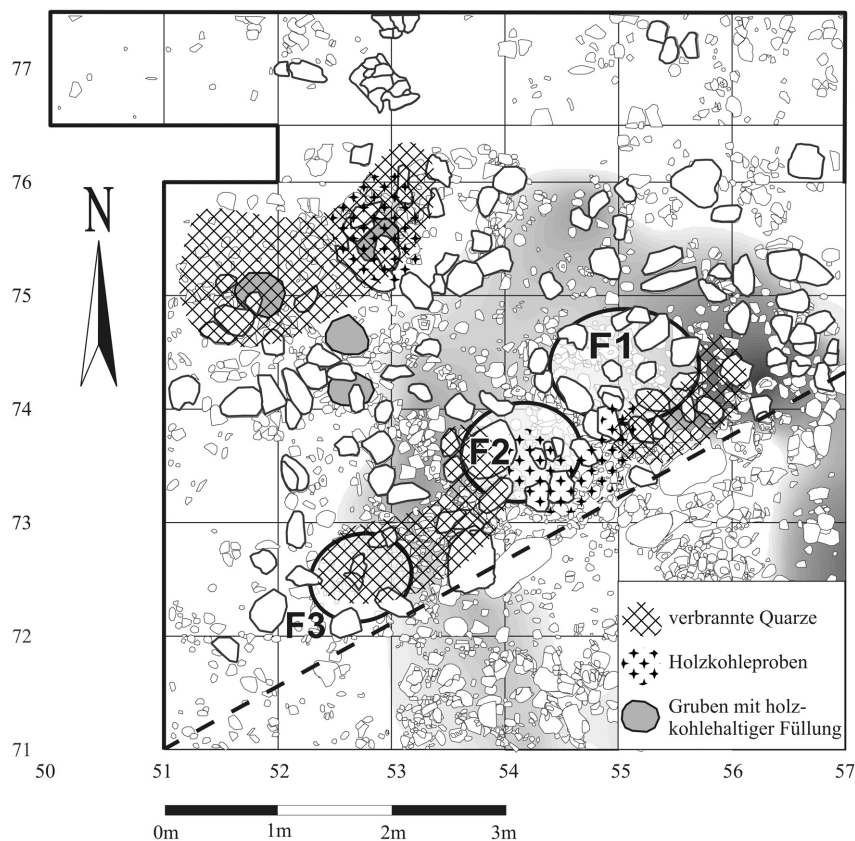 77
76
N
75
F1
74
F2
73
F3
72
verbrannte Quarze
Holzkohleproben
Gruben mit holz-
kohlehaltiger Füllung
71
50 51 52 53 54 55 56 57
0m 1m 2m 3m